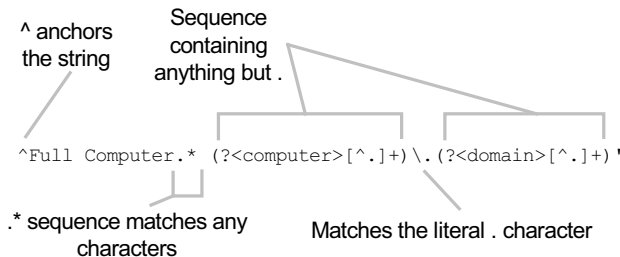 ^ anchors
the string
Sequence
containing
anything but .
^Full Computer.* (?<computer>[^.]+)\.(?<domain>[^.]+)'
.* sequence matches any
characters
Matches the literal . character